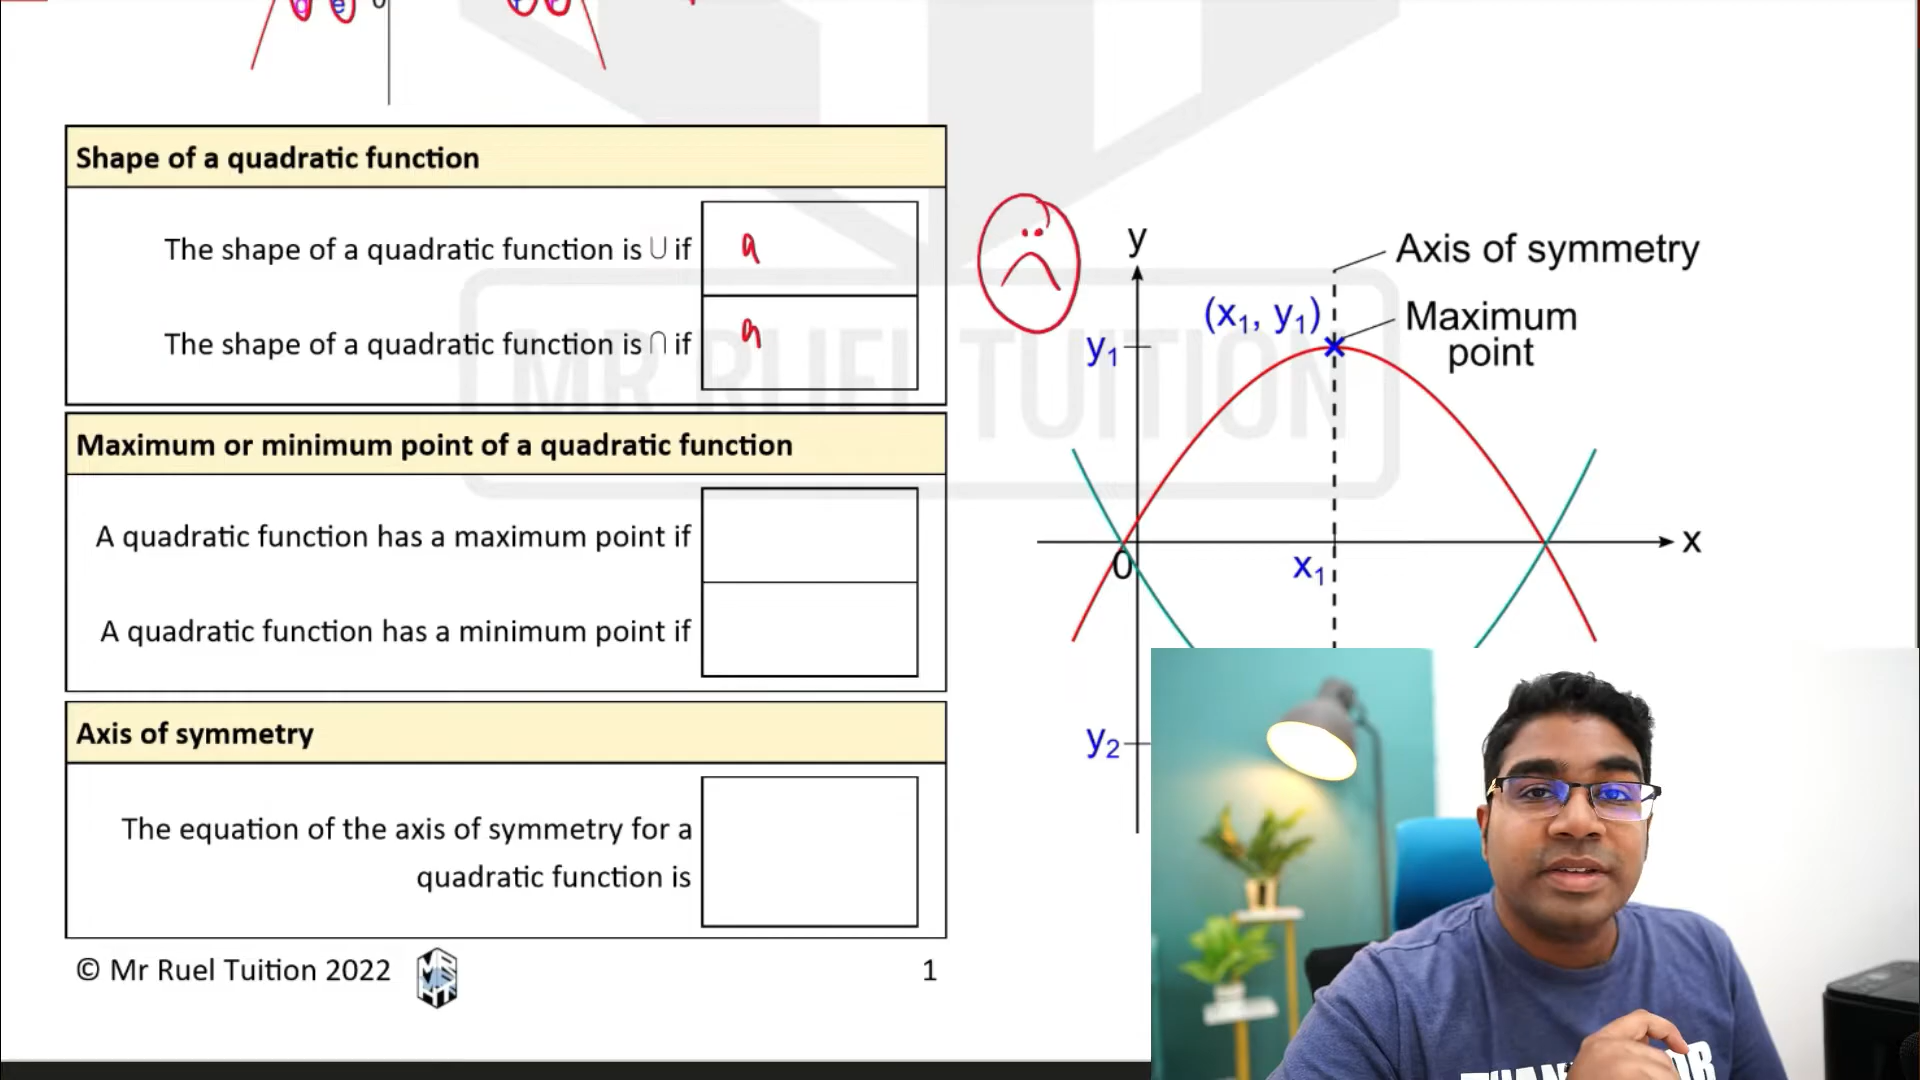 0
Shape of a quadratic function
The shape of a quadratic function is ∪ if
a
The shape of a quadratic function is ∩ if
a
Maximum or minimum point of a quadratic function
A quadratic function has a maximum point if
A quadratic function has a minimum point if
Axis of symmetry
The equation of the axis of symmetry for a
quadratic function is
© Mr Ruel Tuition 2022
1
MR RUEL TUITION
y
Axis of symmetry
(x₁, y₁)
Maximum
point
y₁
x
0
x₁
y₂